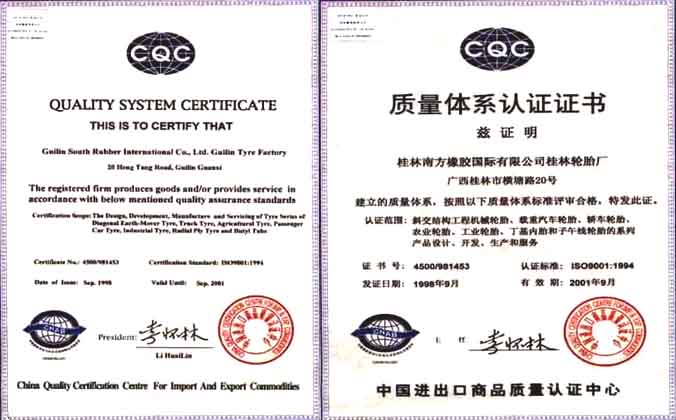 CQC
QUALITY SYSTEM CERTIFICATE
THIS IS TO CERTIFY THAT
Guilin South Rubber International Co., Ltd. Guilin Tyre Factory
20 Heng Tang Road, Guilin Guanxi
The registered firm produces goods and/or provides service in
accordance with below mentioned quality assurance standards
Certification Scope: The Design, Development, Manufacture and Servicing of Tyre Series of
Diagonal Earth-Mover Tyre, Truck Tyre, Agricultural Tyre, Passenger
Car Tyre, Industrial Tyre, Radial Ply Tyre and Butyl Tube
Certificate No.: 4500/981453 Certification Standard: ISO9001:1994
Date of Issue: Sep. 1998 Valid Until: Sep. 2001
CNAB
President: 李怀林
Li HuaiLin
China Quality Certification Centre For Import And Export Commodities
CQC
质量体系认证证书
兹证明
桂林南方橡胶国际有限公司桂林轮胎厂
广西桂林市横塘路20号
建立的质量体系，按照以下质量体系标准评审合格，特发此证。
认证范围：斜交结构工程机械轮胎、载重汽车轮胎、轿车轮胎、
农业轮胎、工业轮胎、丁基内胎和子午线轮胎的系列
产品设计、开发、生产和服务
证书号：4500/981453 认证标准：ISO9001:1994
发证日期：1998年9月 有效期：2001年9月
CNAB
主任 李怀林
中国进出口商品质量认证中心